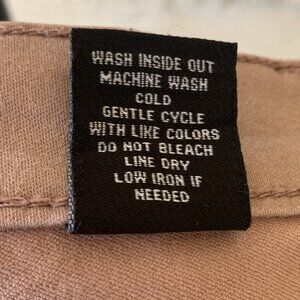 WASH INSIDE OUT
MACHINE WASH
COLD
GENTLE CYCLE
WITH LIKE COLORS
DO NOT BLEACH
LINE DRY
LOW IRON IF
NEEDED